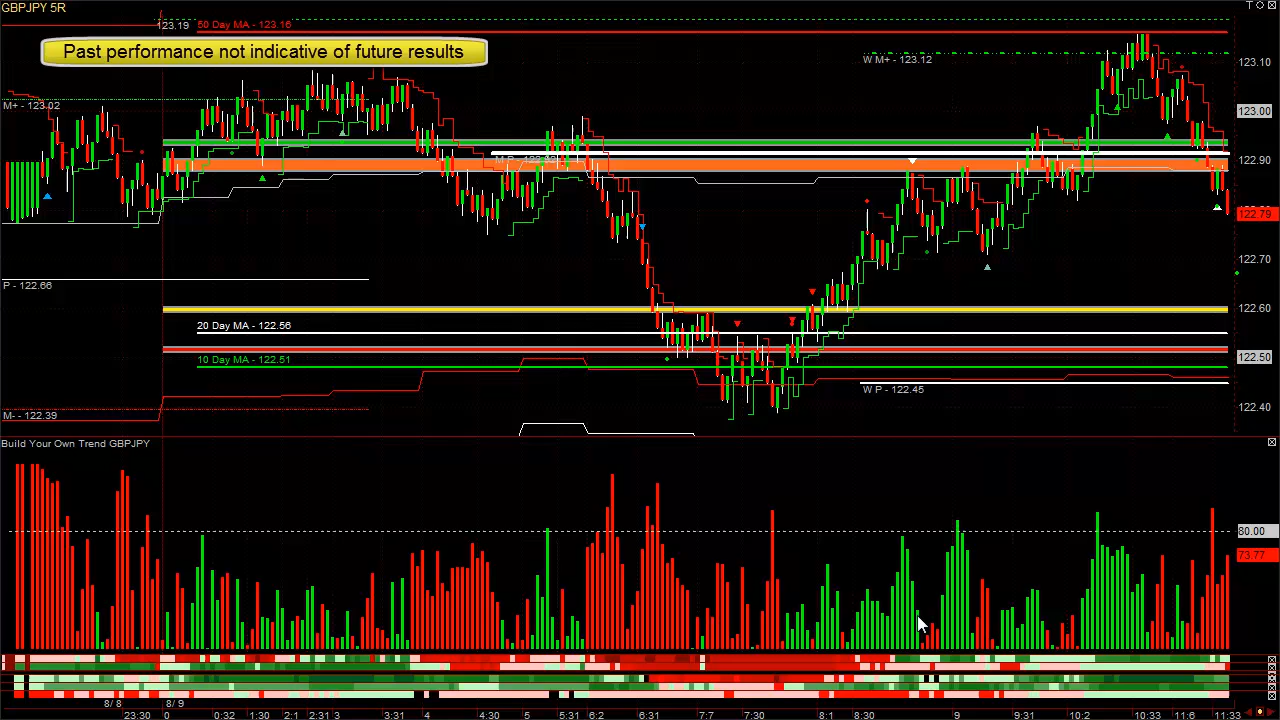 GBPJPY 5R
123.19
50 Day MA - 123.16
Past performance not indicative of future results
W M+ - 123.12
123.10
M+ - 123.02
123.00
122.90
122.79
122.70
P - 122.66
122.60
20 Day MA - 122.56
122.50
10 Day MA - 122.51
W P - 122.45
122.40
M- - 122.39
Build Your Own Trend GBPJPY
80.00
73.77
8/ 8
8/ 9
23:30 0 0:32 1:30 2:1 2:31 3 3:31 4 4:30 5 5:31 6:2 6:31 7:7 7:31 8:1 8:30 9 9:31 10:2 10:33 11:6 11:33